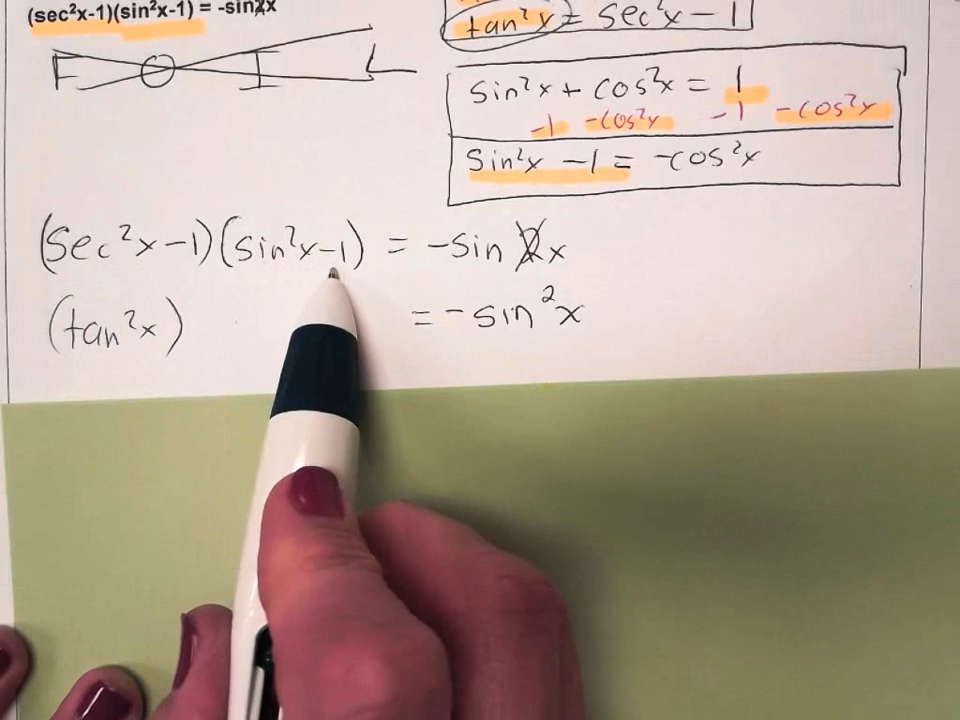 (sec²x-1)(sin²x-1) = -sin2x
FOIL
tan²x = sec²x - 1
sin²x + cos²x = 1
-1 -cos²x -1 -cos²x
sin²x - 1 = -cos²x
(sec²x-1)(sin²x-1) = -sin 2x
(tan²x) = -sin²x